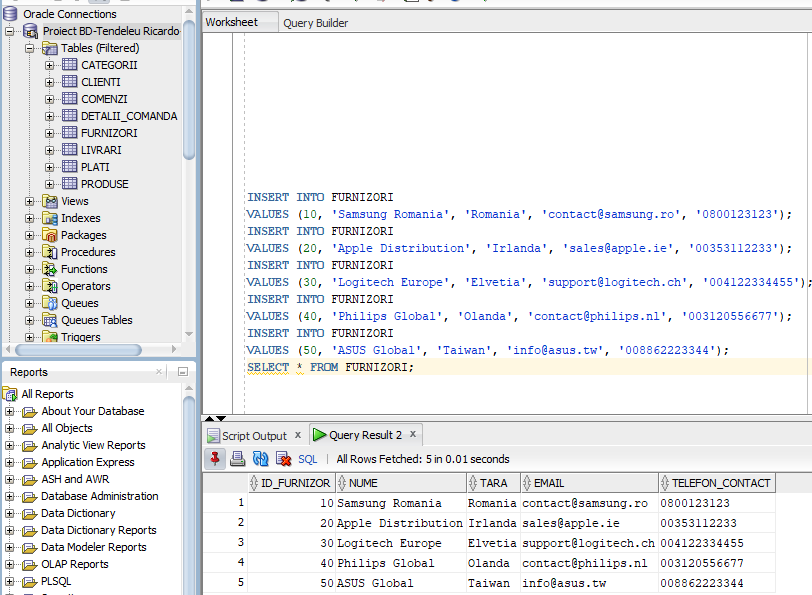 Oracle Connections
Proiect BD-Tendeleu Ricardo
Tables (Filtered)
CATEGORII
CLIENTI
COMENZI
DETALII_COMANDA
FURNIZORI
LIVRARI
PLATI
PRODUSE
Views
Indexes
Packages
Procedures
Functions
Operators
Queues
Queues Tables
Triggers
Reports
All Reports
About Your Database
All Objects
Analytic View Reports
Application Express
ASH and AWR
Database Administration
Data Dictionary
Data Dictionary Reports
Data Modeler Reports
OLAP Reports
PLSQL
Worksheet Query Builder
INSERT INTO FURNIZORI
VALUES (10, 'Samsung Romania', 'Romania', 'contact@samsung.ro', '0800123123');
INSERT INTO FURNIZORI
VALUES (20, 'Apple Distribution', 'Irlanda', 'sales@apple.ie', '00353112233');
INSERT INTO FURNIZORI
VALUES (30, 'Logitech Europe', 'Elvetia', 'support@logitech.ch', '004122334455');
INSERT INTO FURNIZORI
VALUES (40, 'Philips Global', 'Olanda', 'contact@philips.nl', '003120556677');
INSERT INTO FURNIZORI
VALUES (50, 'ASUS Global', 'Taiwan', 'info@asus.tw', '008862223344');
SELECT * FROM FURNIZORI;
Script Output x Query Result 2 x
SQL | All Rows Fetched: 5 in 0.01 seconds
ID_FURNIZOR NUME TARA EMAIL TELEFON_CONTACT
1 10 Samsung Romania Romania contact@samsung.ro 0800123123
2 20 Apple Distribution Irlanda sales@apple.ie 00353112233
3 30 Logitech Europe Elvetia support@logitech.ch 004122334455
4 40 Philips Global Olanda contact@philips.nl 003120556677
5 50 ASUS Global Taiwan info@asus.tw 008862223344